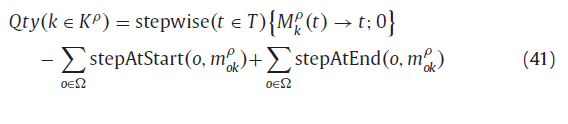 Qty(k ∈ K^ρ) = stepwise(t ∈ T){M_k^ρ(t) → t; 0}
− ∑_{o∈Ω} stepAtStart(o, m_{ok}^ρ)+ ∑_{o∈Ω} stepAtEnd(o, m_{ok}^ρ) (41)